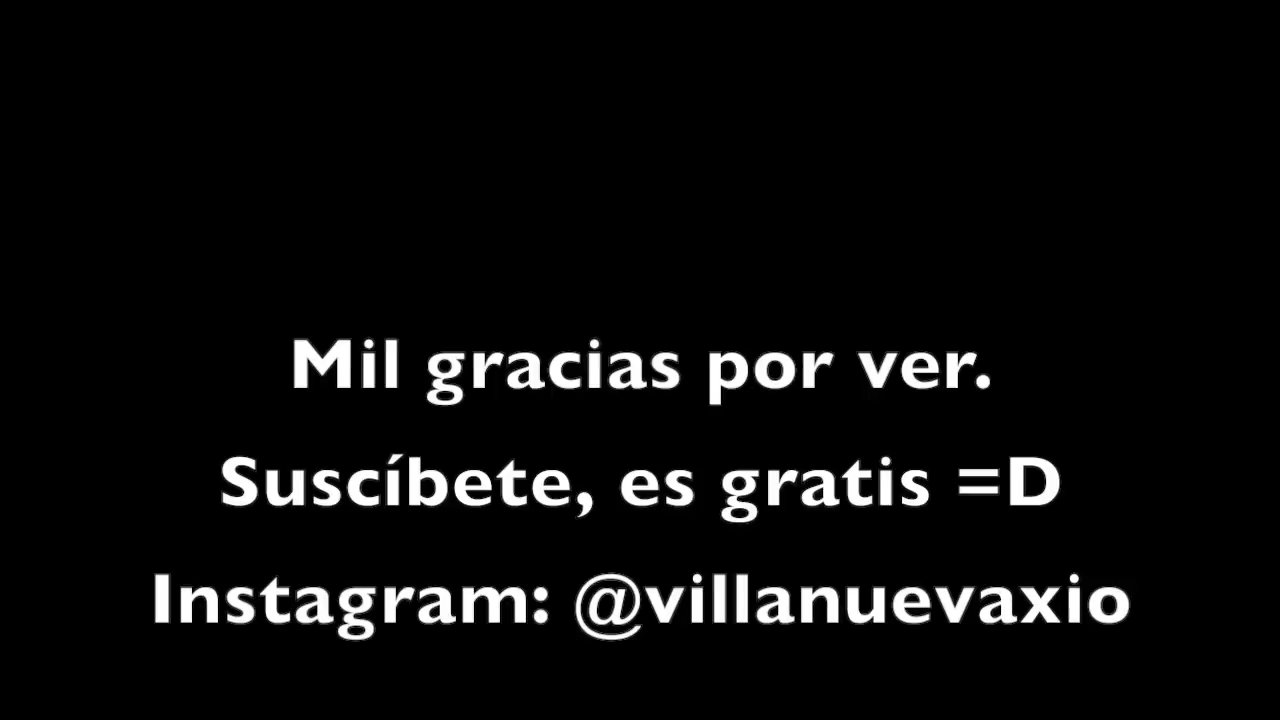 Mil gracias por ver.
Suscíbete, es gratis =D
Instagram: @villanuevaxio